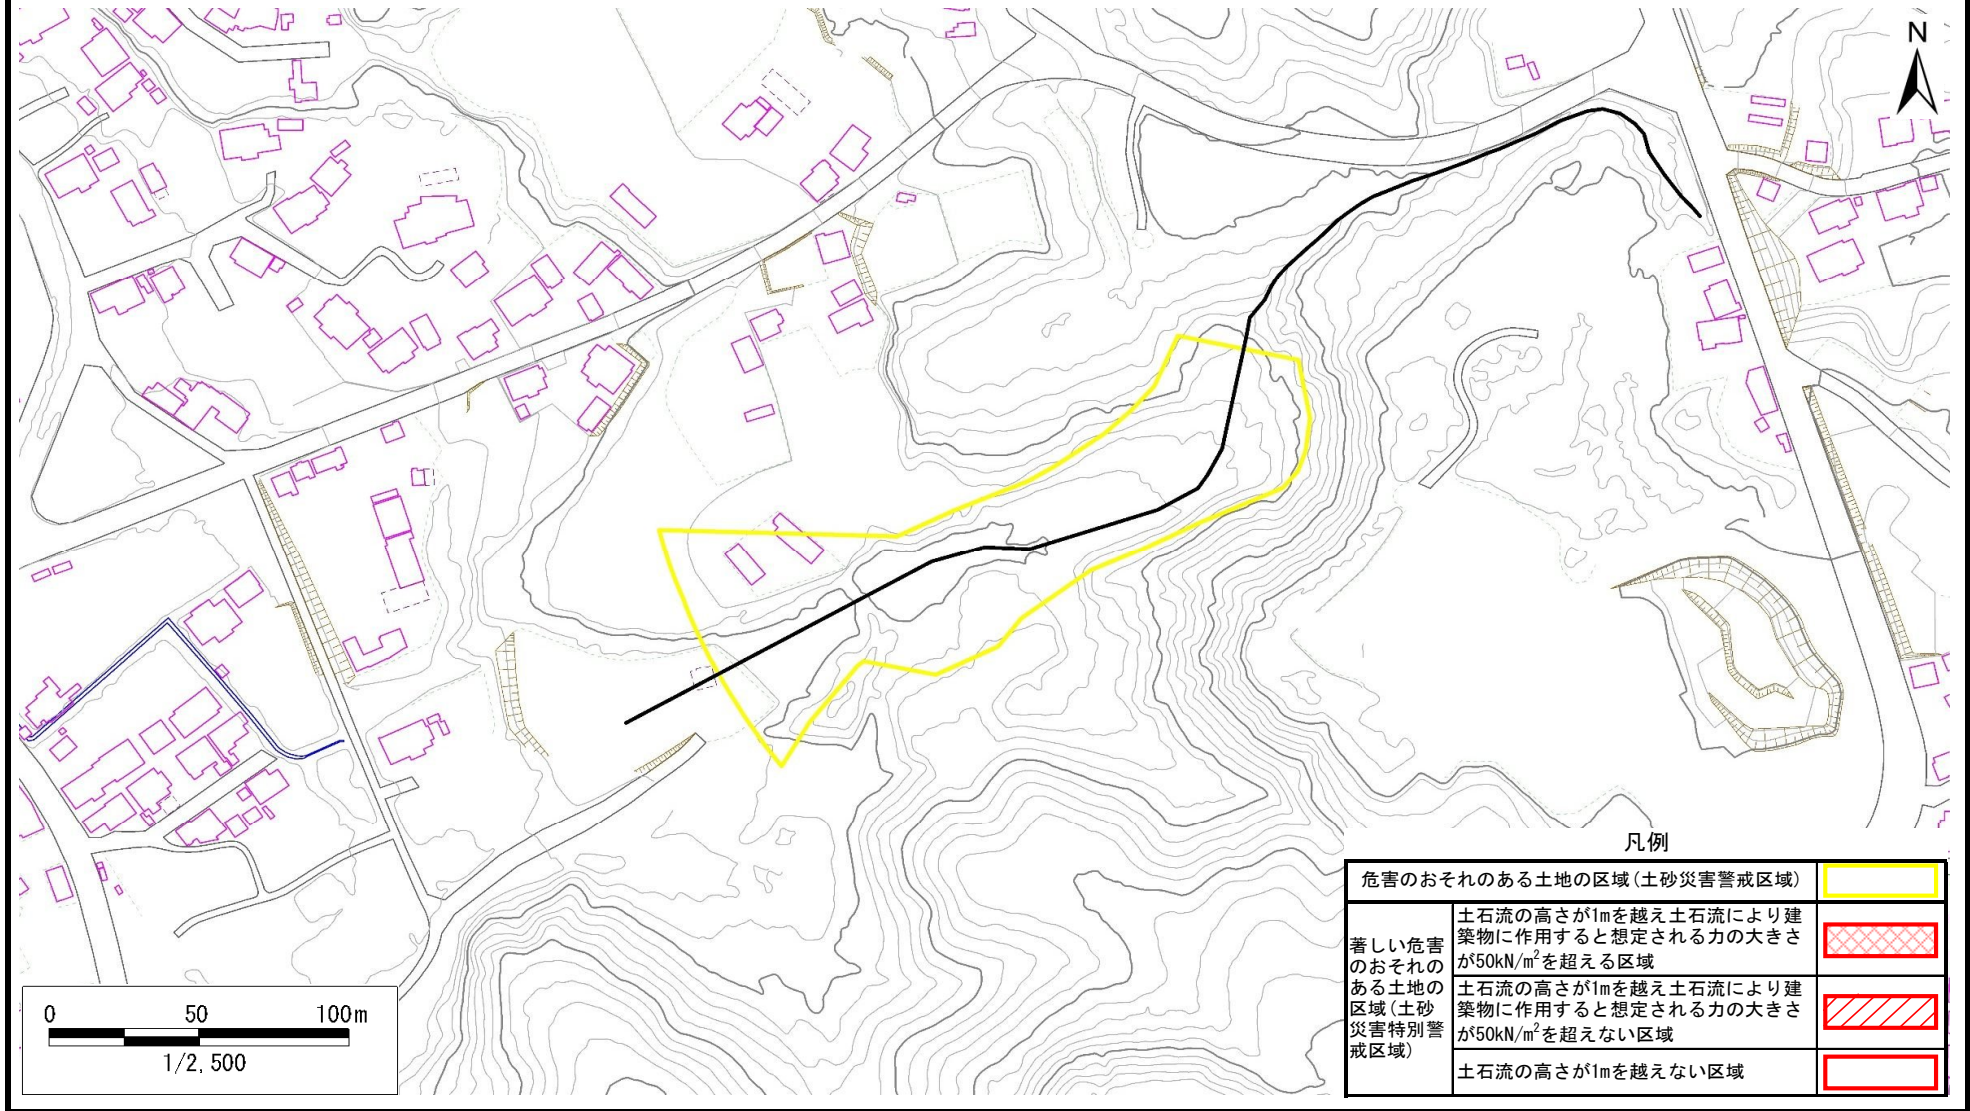 N
凡例
危害のおそれのある土地の区域(土砂災害警戒区域)
著しい危害
のおそれの
ある土地の
区域(土砂
災害特別警
戒区域)
土石流の高さが1mを越え土石流により建
築物に作用すると想定される力の大きさ
が50kN/m²を超える区域
土石流の高さが1mを越え土石流により建
築物に作用すると想定される力の大きさ
が50kN/m²を超えない区域
土石流の高さが1mを越えない区域
0 50 100m
1/2,500